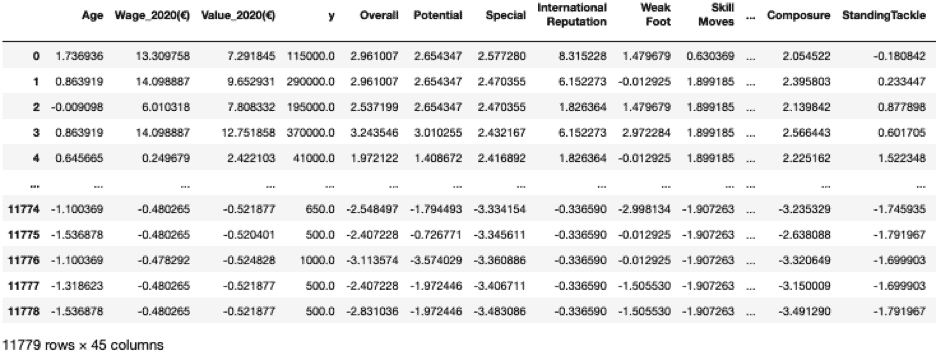 Age Wage_2020(€) Value_2020(€) y Overall Potential Special International Reputation Weak Foot Skill Moves ... Composure StandingTackle
0 1.736936 13.309758 7.291845 115000.0 2.961007 2.654347 2.577280 8.315228 1.479679 0.630369 ... 2.054522 -0.180842
1 0.863919 14.098887 9.652931 290000.0 2.961007 2.654347 2.470355 6.152273 -0.012925 1.899185 ... 2.395803 0.233447
2 -0.009098 6.010318 7.808332 195000.0 2.537199 2.654347 2.470355 1.826364 1.479679 1.899185 ... 2.139842 0.877898
3 0.863919 14.098887 12.751858 370000.0 3.243546 3.010255 2.432167 6.152273 2.972284 1.899185 ... 2.566443 0.601705
4 0.645665 0.249679 2.422103 41000.0 1.972122 1.408672 2.416892 1.826364 -0.012925 1.899185 ... 2.225162 1.522348
... ... ... ... ... ... ... ... ... ... ... ... ... ...
11774 -1.100369 -0.480265 -0.521877 650.0 -2.548497 -1.794493 -3.334154 -0.336590 -2.998134 -1.907263 ... -3.235329 -1.745935
11775 -1.536878 -0.480265 -0.520401 500.0 -2.407228 -0.726771 -3.345611 -0.336590 -0.012925 -1.907263 ... -2.638088 -1.791967
11776 -1.100369 -0.478292 -0.524828 1000.0 -3.113574 -3.574029 -3.360886 -0.336590 -0.012925 -1.907263 ... -3.320649 -1.699903
11777 -1.318623 -0.480265 -0.521877 500.0 -2.407228 -1.972446 -3.406711 -0.336590 -1.505530 -1.907263 ... -3.150009 -1.699903
11778 -1.536878 -0.480265 -0.521877 500.0 -2.831036 -1.972446 -3.483086 -0.336590 -1.505530 -1.907263 ... -3.491290 -1.791967
11779 rows × 45 columns